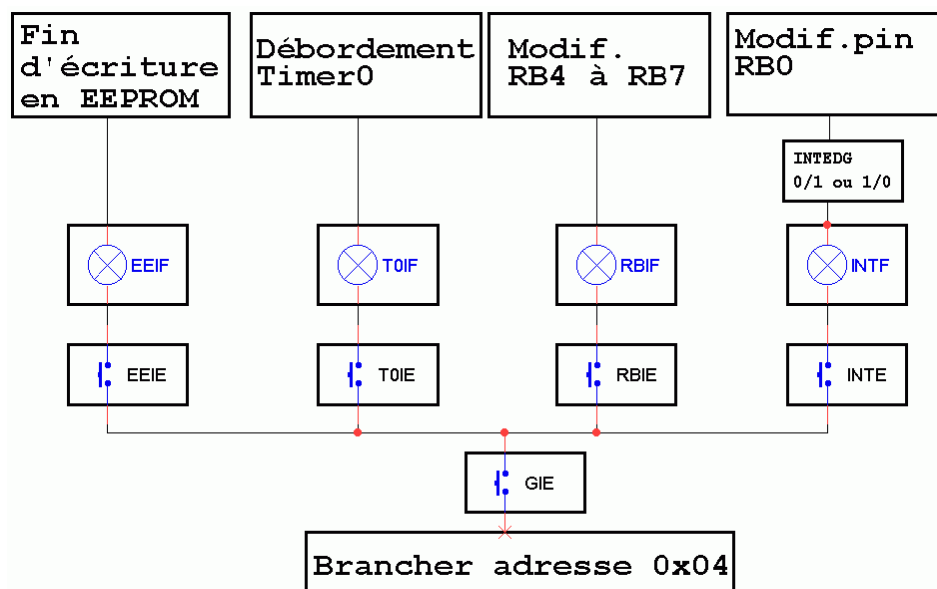 Fin
d'écriture
en EEPROM
Débordement
Timer0
Modif.
RB4 à RB7
Modif.pin
RB0
INTEDG
0/1 ou 1/0
EEIF
T0IF
RBIF
INTF
EEIE
T0IE
RBIE
INTE
GIE
Brancher adresse 0x04